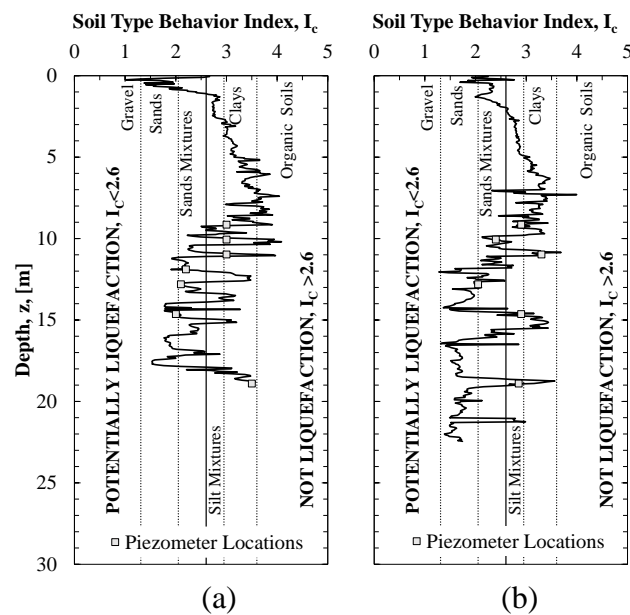 Soil Type Behavior Index, Ic
0 1 2 3 4 5
0
5
10
15
20
25
30
Depth, z, [m]
Gravel
Sands
Sands Mixtures
Silt Mixtures
Clays
Organic Soils
POTENTIALLY LIQUEFACTION, IC<2.6
NOT LIQUEFACTION, IC >2.6
Piezometer Locations
(a)
Soil Type Behavior Index, Ic
0 1 2 3 4 5
Gravel
Sands
Sands Mixtures
Silt Mixtures
Clays
Organic Soils
POTENTIALLY LIQUEFACTION, IC<2.6
NOT LIQUEFACTION, IC >2.6
Piezometer Locations
(b)